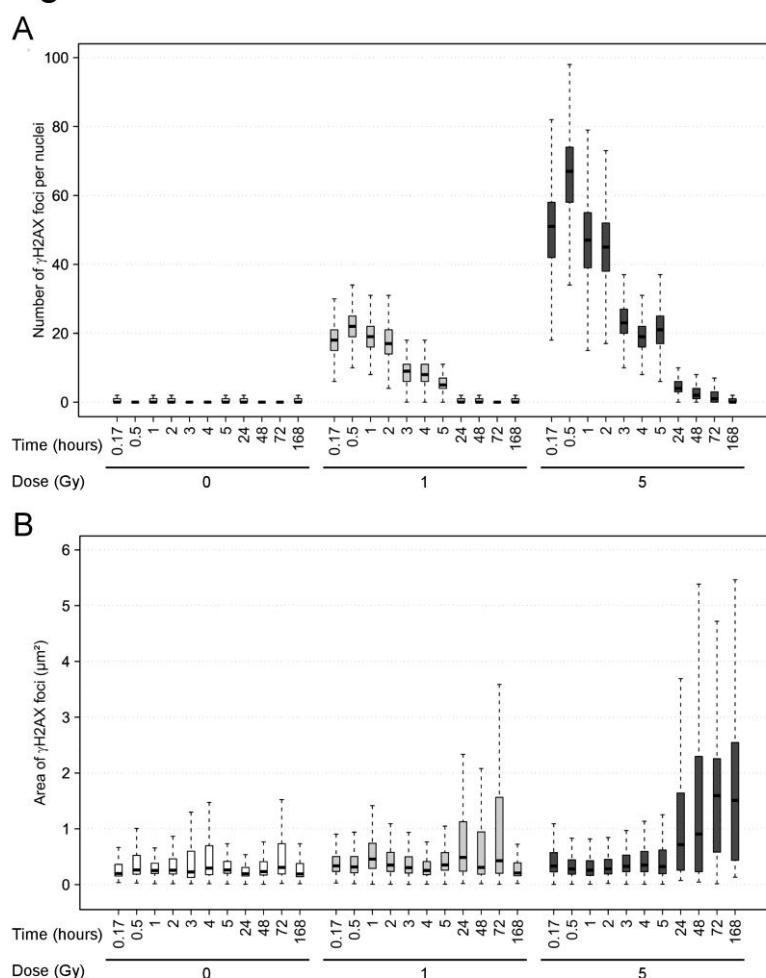 A
Number of γH2AX foci per nuclei
100
80
60
40
20
0
Time (hours)
0.17 0.5 1 2 3 4 5 24 48 72 168 0.17 0.5 1 2 3 4 5 24 48 72 168 0.17 0.5 1 2 3 4 5 24 48 72 168
Dose (Gy)
0 1 5
B
Area of γH2AX foci (µm²)
6
5
4
3
2
1
0
Time (hours)
0.17 0.5 1 2 3 4 5 24 48 72 168 0.17 0.5 1 2 3 4 5 24 48 72 168 0.17 0.5 1 2 3 4 5 24 48 72 168
Dose (Gy)
0 1 5